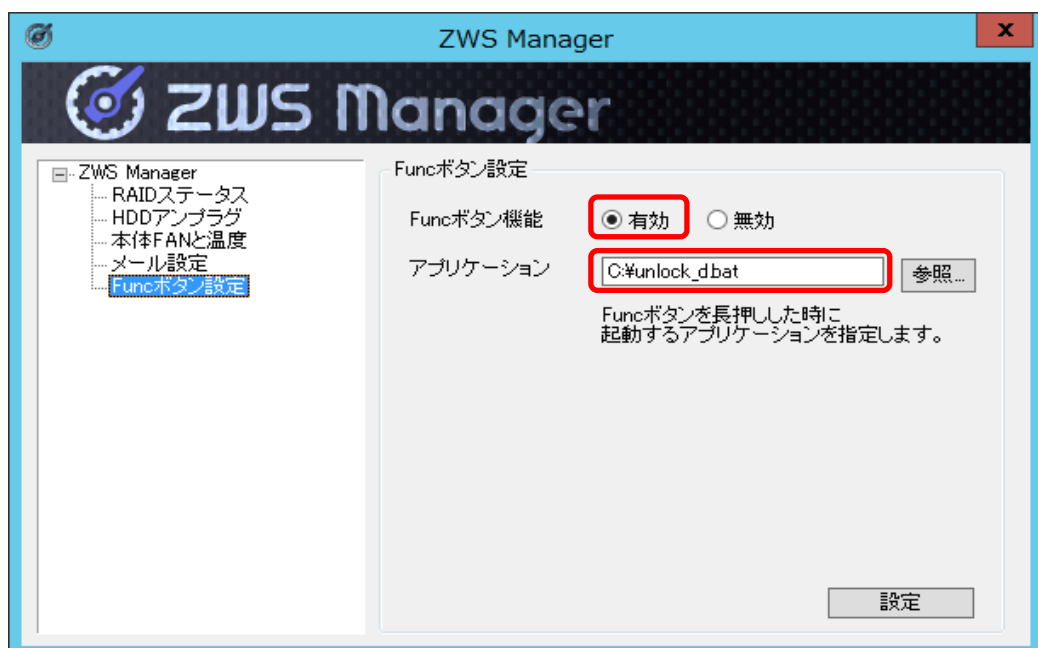 ZWS Manager
x
ZWS Manager
ZWS Manager
RAIDステータス
HDDアンプラグ
本体FANと温度
メール設定
Funcボタン設定
Funcボタン設定
Funcボタン機能
有効
無効
アプリケーション
C:¥unlock_d.bat
参照...
Funcボタンを長押しした時に
起動するアプリケーションを指定します。
設定